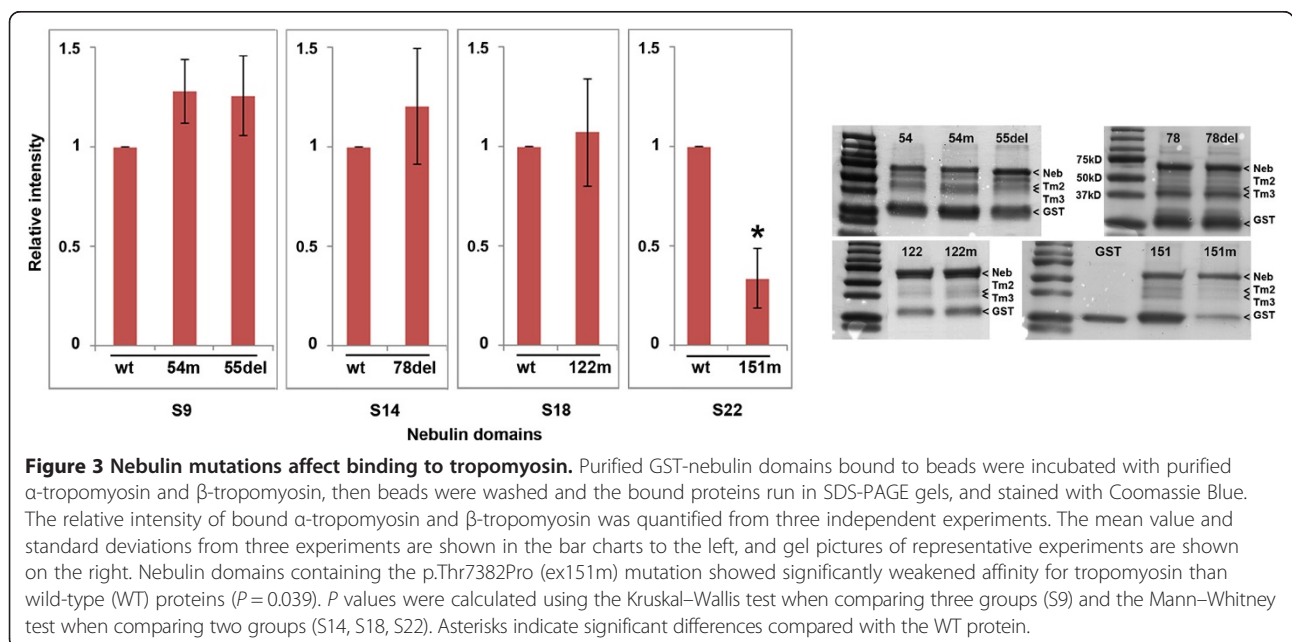 1.5
1
0.5
0
Relative intensity
wt 54m 55del
S9
1.5
1
0.5
0
wt 78del
S14
1.5
1
0.5
0
wt 122m
S18
1.5
1
0.5
0
*
wt 151m
S22
Nebulin domains
54 54m 55del
< Neb
< Tm2
< Tm3
< GST
78 78del
75kD
50kD
37kD
< Neb
< Tm2
< Tm3
< GST
122 122m
< Neb
< Tm2
< Tm3
< GST
GST 151 151m
< Neb
< Tm2
< Tm3
< GST
Figure 3 Nebulin mutations affect binding to tropomyosin. Purified GST-nebulin domains bound to beads were incubated with purified
α-tropomyosin and β-tropomyosin, then beads were washed and the bound proteins run in SDS-PAGE gels, and stained with Coomassie Blue.
The relative intensity of bound α-tropomyosin and β-tropomyosin was quantified from three independent experiments. The mean value and
standard deviations from three experiments are shown in the bar charts to the left, and gel pictures of representative experiments are shown
on the right. Nebulin domains containing the p.Thr7382Pro (ex151m) mutation showed significantly weakened affinity for tropomyosin than
wild-type (WT) proteins (P = 0.039). P values were calculated using the Kruskal–Wallis test when comparing three groups (S9) and the Mann–Whitney
test when comparing two groups (S14, S18, S22). Asterisks indicate significant differences compared with the WT protein.